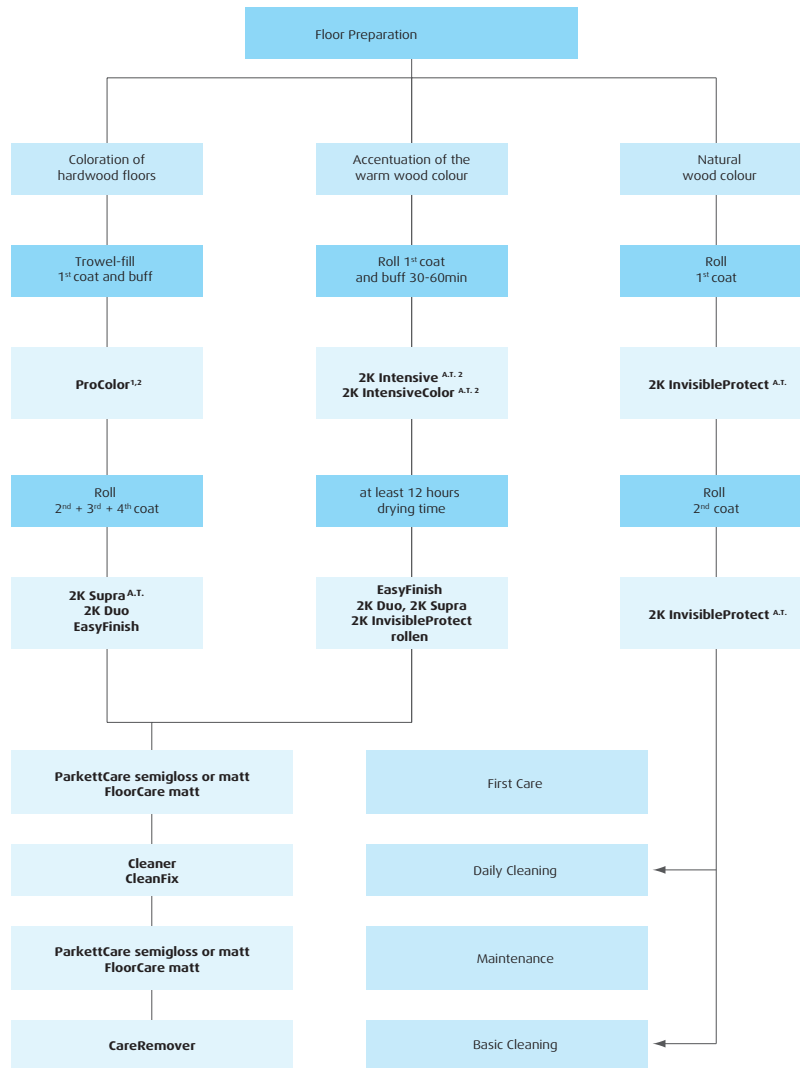 Floor Preparation
Coloration of
hardwood floors
Accentuation of the
warm wood colour
Natural
wood colour
Trowel-fill
1st coat and buff
Roll 1st coat
and buff 30-60min
Roll
1st coat
ProColor1,2
2K Intensive A.T. 2
2K IntensiveColor A.T. 2
2K InvisibleProtect A.T.
Roll
2nd + 3rd + 4th coat
at least 12 hours
drying time
Roll
2nd coat
2K Supra A.T.
2K Duo
EasyFinish
EasyFinish
2K Duo, 2K Supra
2K InvisibleProtect
rollen
2K InvisibleProtect A.T.
ParkettCare semigloss or matt
FloorCare matt
First Care
Cleaner
CleanFix
Daily Cleaning
ParkettCare semigloss or matt
FloorCare matt
Maintenance
CareRemover
Basic Cleaning